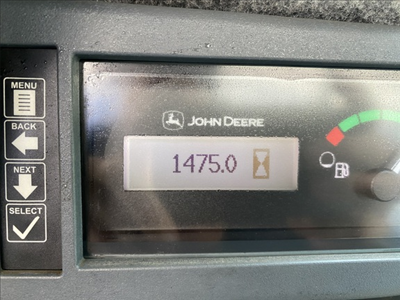 MENU
BACK
NEXT
SELECT
JOHN DEERE
1475.0